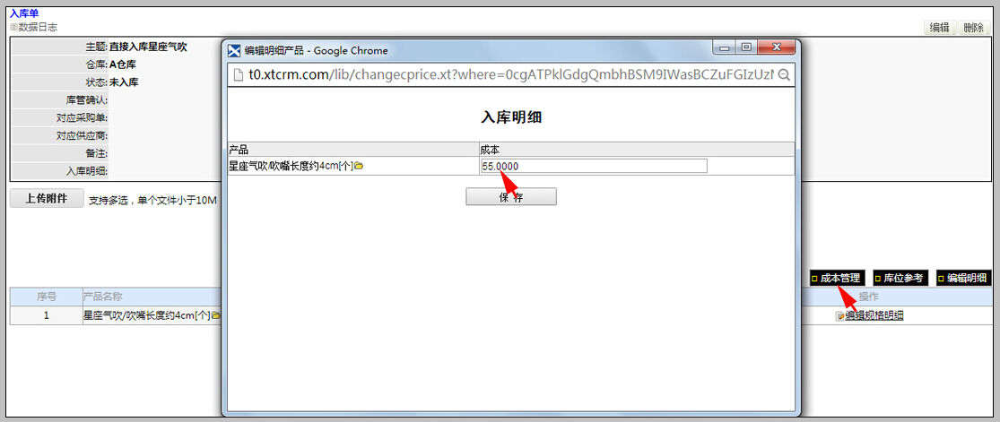 入库单
数据日志
编辑 删除
主题: 直接入库星座气吹
仓库: A仓库
状态: 未入库
库管确认:
对应采购单:
对应供应商:
备注:
入库明细:
上传附件 支持多选，单个文件小于10M
编辑明细产品 - Google Chrome
t0.xtcrm.com/lib/changecprice.xt?where=0cgATPklGdgQmbhBSM9IWasBCZuFGIzUzN
入库明细
产品 成本
星座气吹/吹嘴长度约4cm[个] 55.0000
保 存
成本管理 库位参考 编辑明细
序号 产品名称 操作
1 星座气吹/吹嘴长度约4cm[个] 编辑规格明细